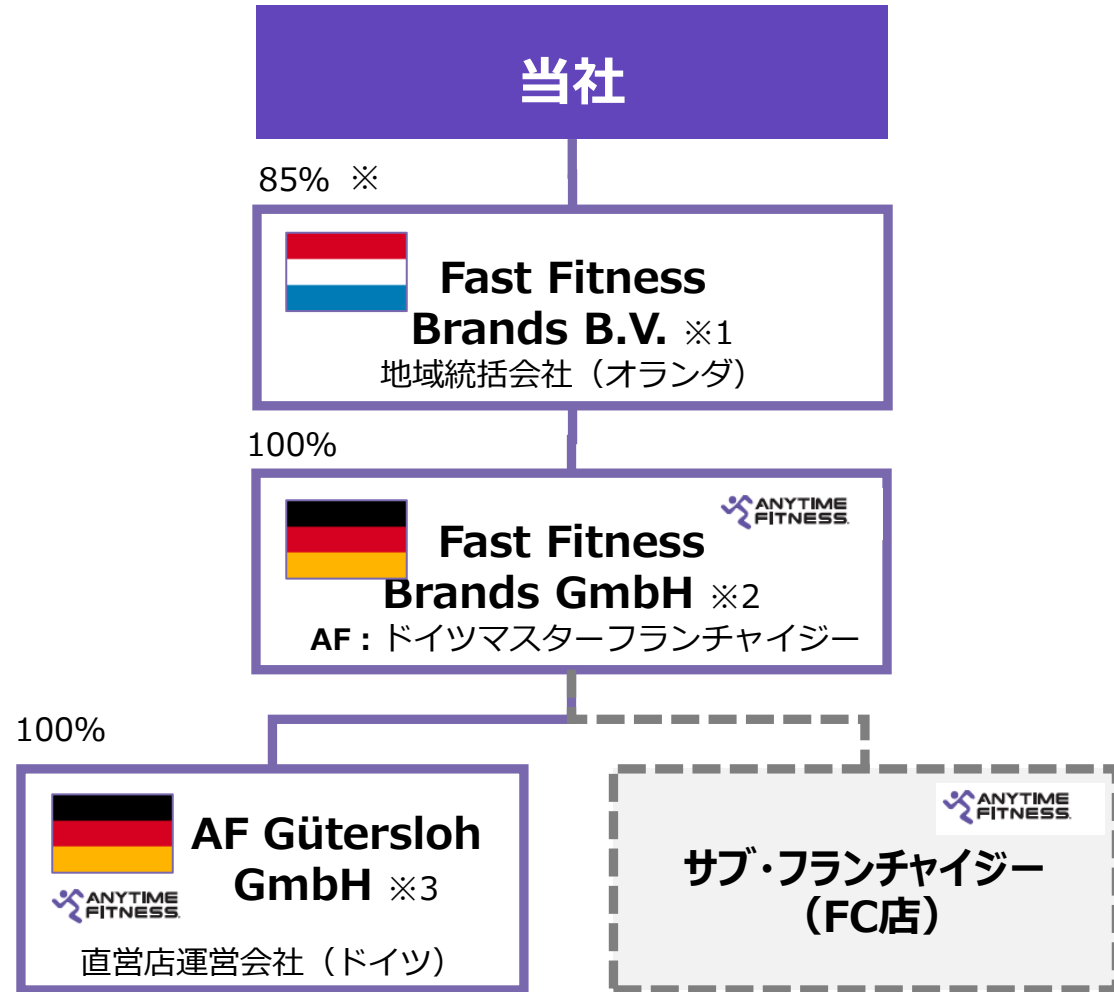 当社
85% ※
Fast Fitness
Brands B.V. ※1
地域統括会社（オランダ）
100%
ANYTIME
FITNESS.
Fast Fitness
Brands GmbH ※2
AF：ドイツマスターフランチャイジー
100%
AF Gütersloh
GmbH ※3
ANYTIME
FITNESS.
直営店運営会社（ドイツ）
ANYTIME
FITNESS.
サブ・フランチャイジー
（FC店）